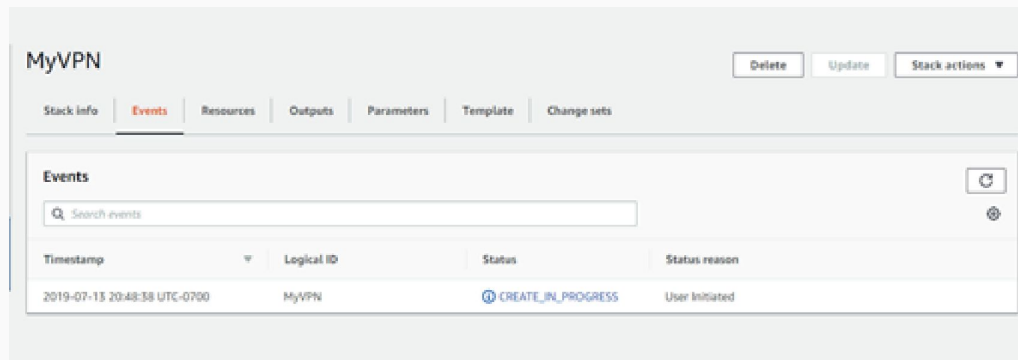 MyVPN
Delete Update Stack actions
Stack info Events Resources Outputs Parameters Template Change sets
Events
Search events
Timestamp Logical ID Status Status reason
2019-07-13 20:48:38 UTC-0700 MyVPN CREATE_IN_PROGRESS User Initiated